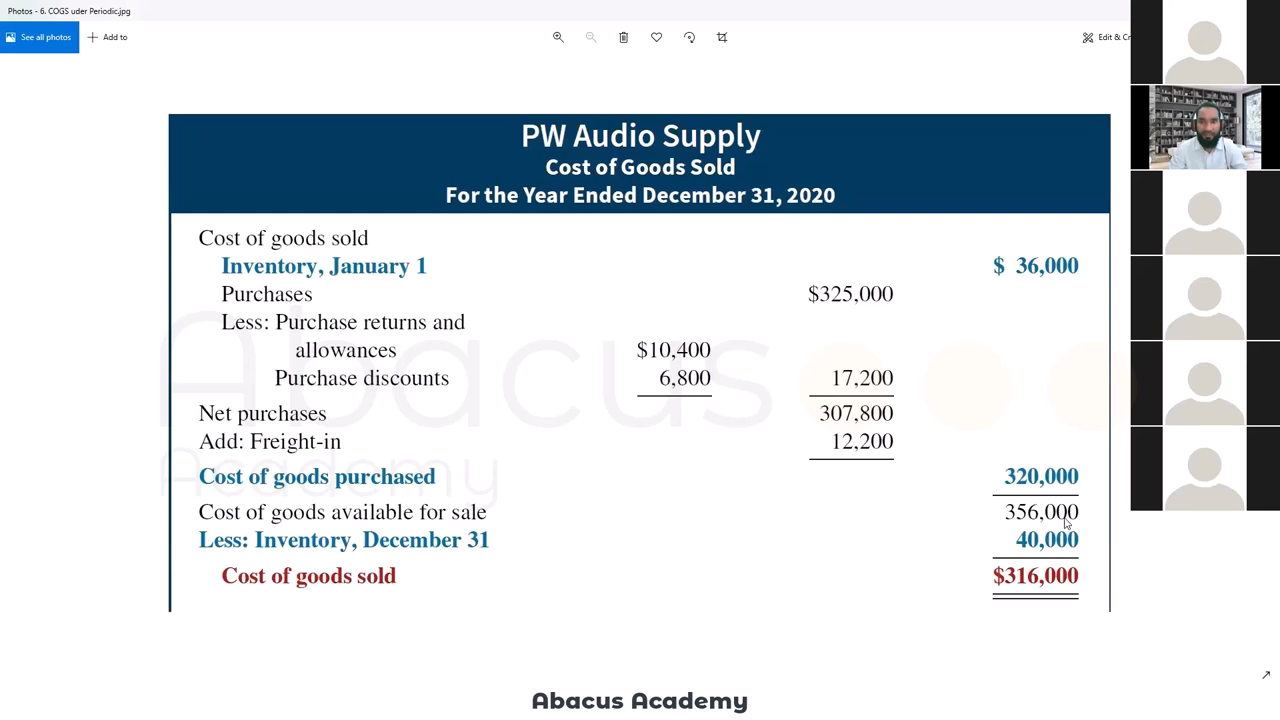 Photos - 6. COGS uder Periodic.jpg
See all photos
Add to
Edit & Cr
PW Audio Supply
Cost of Goods Sold
For the Year Ended December 31, 2020
Cost of goods sold
Inventory, January 1 $ 36,000
Purchases $325,000
Less: Purchase returns and
allowances $10,400
Purchase discounts 6,800 17,200
Net purchases 307,800
Add: Freight-in 12,200
Cost of goods purchased 320,000
Cost of goods available for sale 356,000
Less: Inventory, December 31 40,000
Cost of goods sold $316,000
Abacus
Academy
Abacus Academy